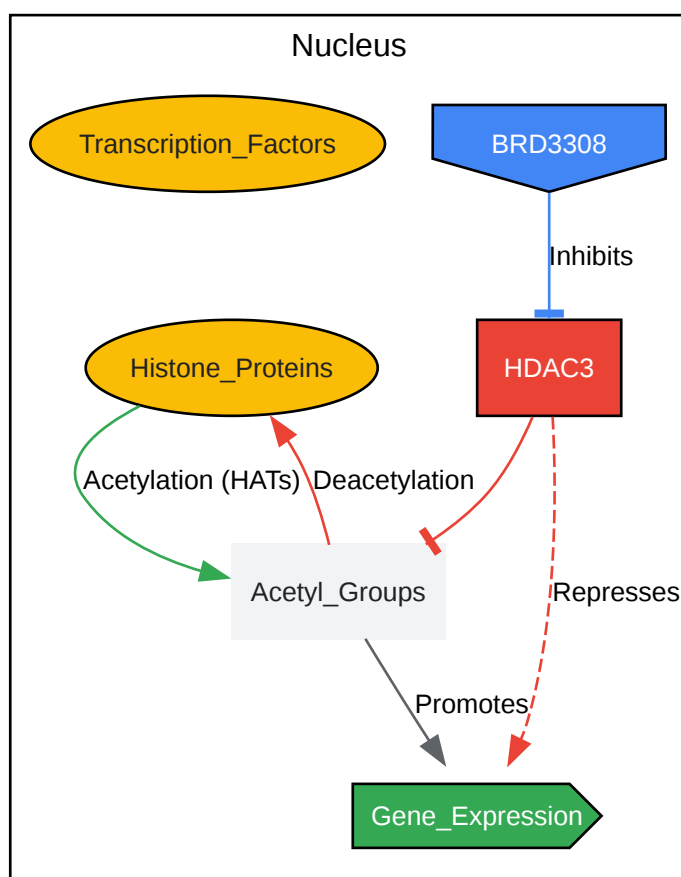 Nucleus
Transcription_Factors
BRD3308
Inhibits
Histone_Proteins
HDAC3
Acetylation (HATs)
Deacetylation
Acetyl_Groups
Represses
Promotes
Gene_Expression